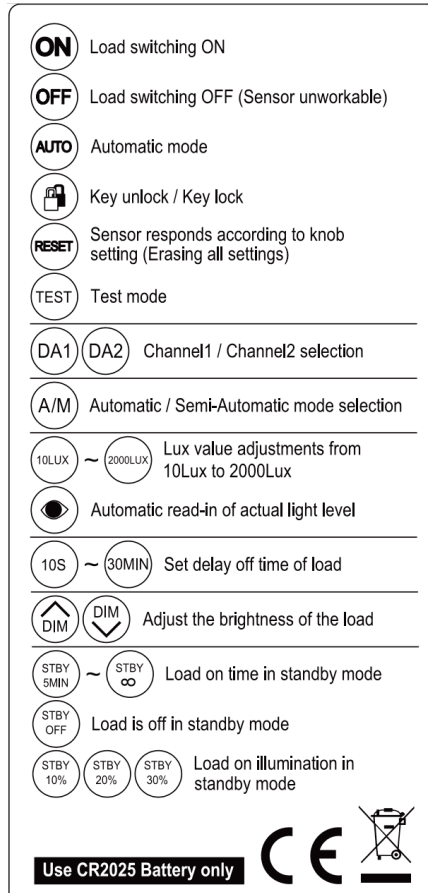 ON Load switching ON
OFF Load switching OFF (Sensor unworkable)
AUTO Automatic mode
Key unlock / Key lock
RESET Sensor responds according to knob
setting (Erasing all settings)
TEST Test mode
DA1 DA2 Channel1 / Channel2 selection
A/M Automatic / Semi-Automatic mode selection
10LUX ~ 2000LUX Lux value adjustments from
10Lux to 2000Lux
Automatic read-in of actual light level
10S ~ 30MIN Set delay off time of load
DIM DIM Adjust the brightness of the load
STBY 5MIN ~ STBY ∞ Load on time in standby mode
STBY OFF Load is off in standby mode
STBY 10% STBY 20% STBY 30% Load on illumination in
standby mode
Use CR2025 Battery only CE